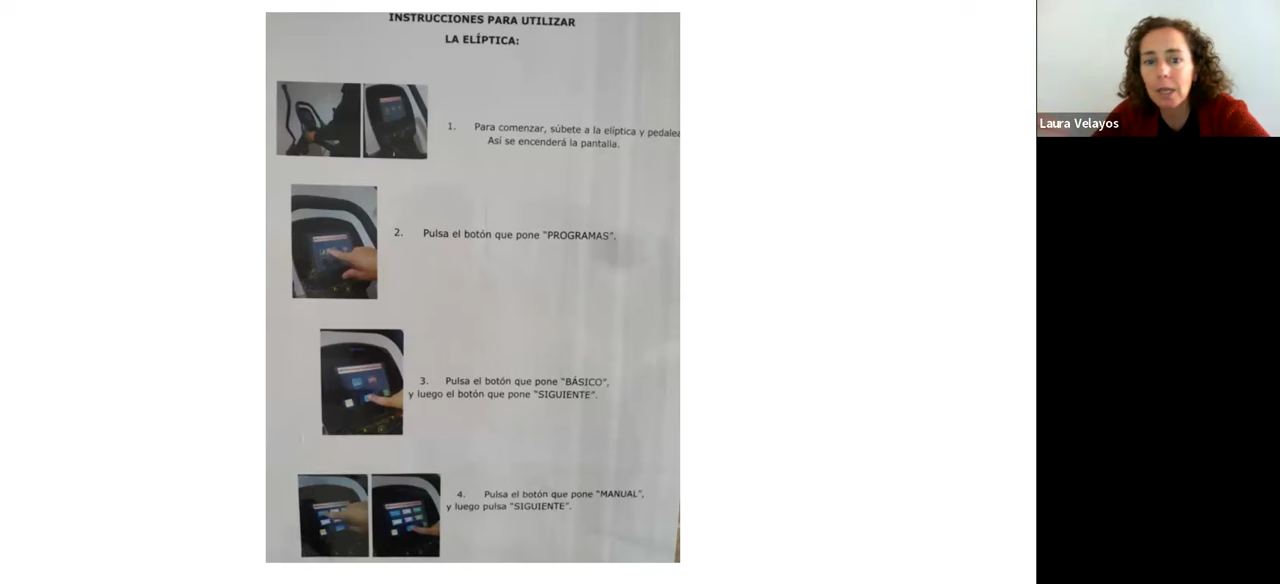 INSTRUCCIONES PARA UTILIZAR
LA ELÍPTICA:
1. Para comenzar, súbete a la elíptica y pedalea
Así se encenderá la pantalla.
2. Pulsa el botón que pone "PROGRAMAS".
3. Pulsa el botón que pone "BÁSICO",
y luego el botón que pone "SIGUIENTE".
4. Pulsa el botón que pone "MANUAL",
y luego pulsa "SIGUIENTE".
Laura Velayos